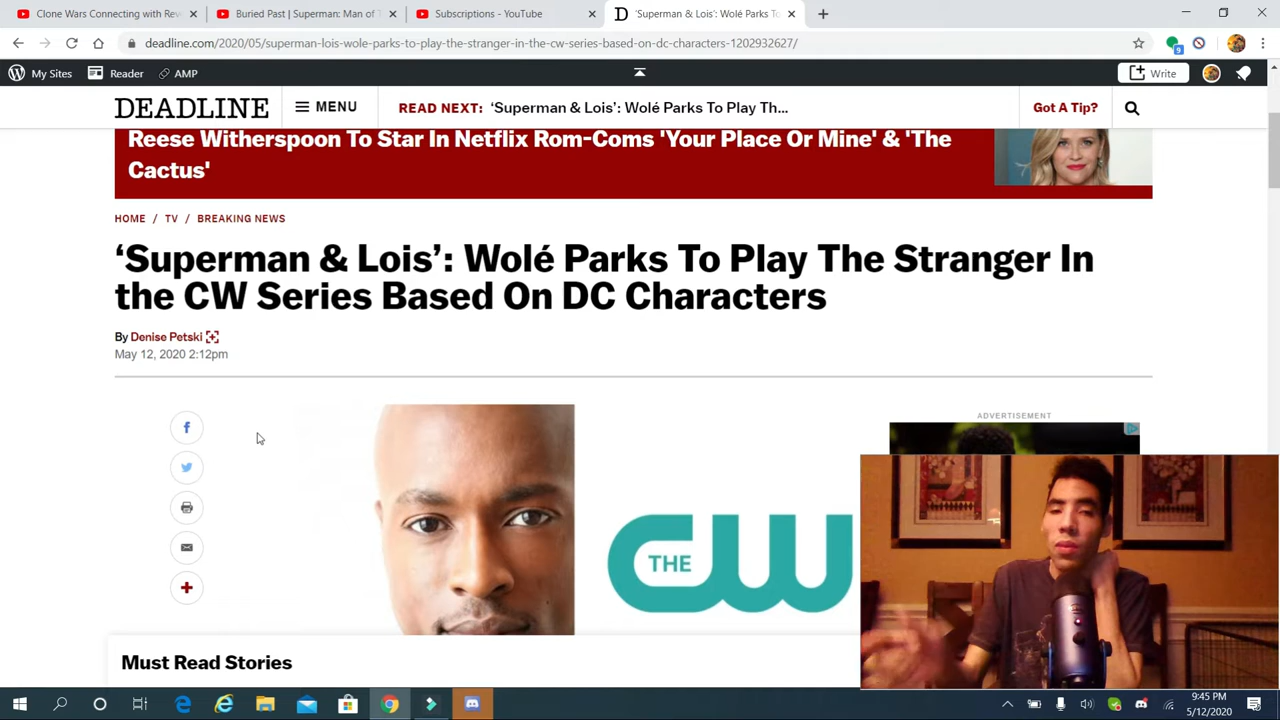 Clone Wars Connecting with Rev
Buried Past | Superman: Man of T
Subscriptions - YouTube
'Superman & Lois': Wolé Parks To
deadline.com/2020/05/superman-lois-wole-parks-to-play-the-stranger-in-the-cw-series-based-on-dc-characters-1202932627/
My Sites
Reader
AMP
Write
DEADLINE
MENU
READ NEXT: 'Superman & Lois': Wolé Parks To Play Th...
Got A Tip?
Reese Witherspoon To Star In Netflix Rom-Coms 'Your Place Or Mine' & 'The
Cactus'
HOME / TV / BREAKING NEWS
‘Superman & Lois’: Wolé Parks To Play The Stranger In
the CW Series Based On DC Characters
By Denise Petski
May 12, 2020 2:12pm
ADVERTISEMENT
THE CW
Must Read Stories
9:45 PM
5/12/2020